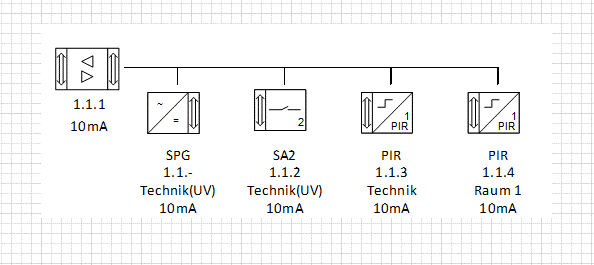 1.1.1
10mA
~
=
SPG
1.1.-
Technik(UV)
10mA
2
SA2
1.1.2
Technik(UV)
10mA
1
PIR
PIR
1.1.3
Technik
10mA
1
PIR
PIR
1.1.4
Raum 1
10mA